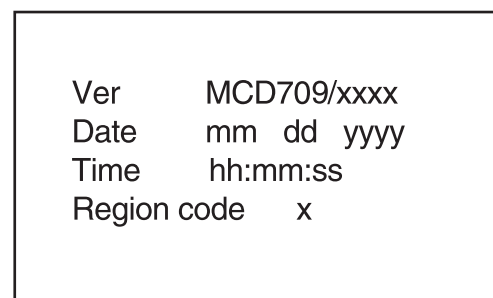 Ver MCD709/xxxx
Date mm dd yyyy
Time hh:mm:ss
Region code x